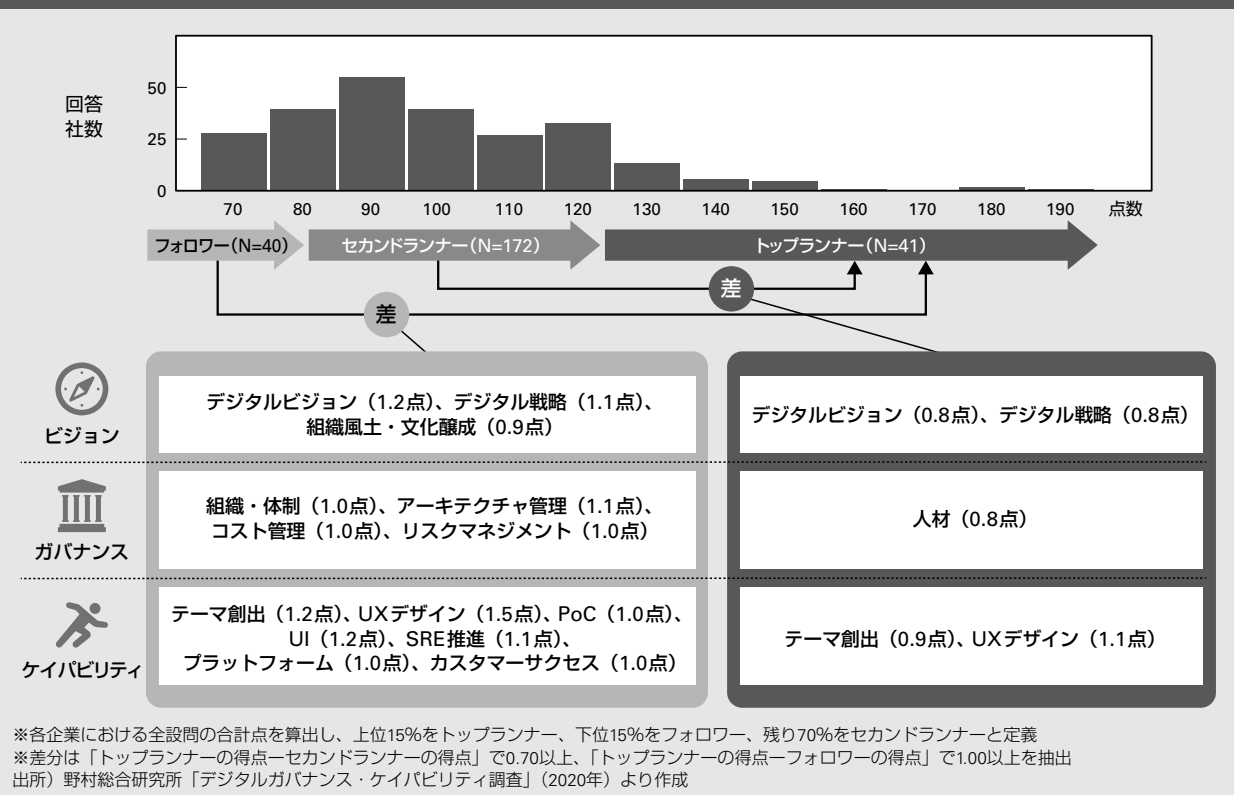 回答
社数
50
25
0
70 80 90 100 110 120 130 140 150 160 170 180 190 点数
フォロワー（N=40） セカンドランナー（N=172） トップランナー（N=41）
差
差
ビジョン
デジタルビジョン（1.2点）、デジタル戦略（1.1点）、
組織風土・文化醸成（0.9点）
デジタルビジョン（0.8点）、デジタル戦略（0.8点）
ガバナンス
組織・体制（1.0点）、アーキテクチャ管理（1.1点）、
コスト管理（1.0点）、リスクマネジメント（1.0点）
人材（0.8点）
ケイパビリティ
テーマ創出（1.2点）、UXデザイン（1.5点）、PoC（1.0点）、
UI（1.2点）、SRE推進（1.1点）、
プラットフォーム（1.0点）、カスタマーサクセス（1.0点）
テーマ創出（0.9点）、UXデザイン（1.1点）
※各企業における全設問の合計点を算出し、上位15%をトップランナー、下位15%をフォロワー、残り70%をセカンドランナーと定義
※差分は「トップランナーの得点ーセカンドランナーの得点」で0.70以上、「トップランナーの得点ーフォロワーの得点」で1.00以上を抽出
出所）野村総合研究所「デジタルガバナンス・ケイパビリティ調査」（2020年）より作成